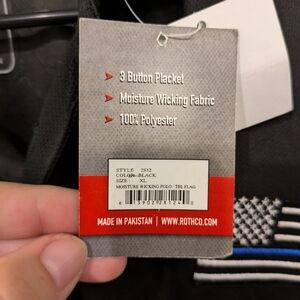 3 Button Placket
Moisture Wicking Fabric
100% Polyester
STYLE 2812
COLOR BLACK
SIZE XL
MOISTURE WICKING POLO - TBL FLAG
MADE IN PAKISTAN | WWW.ROTHCO.COM